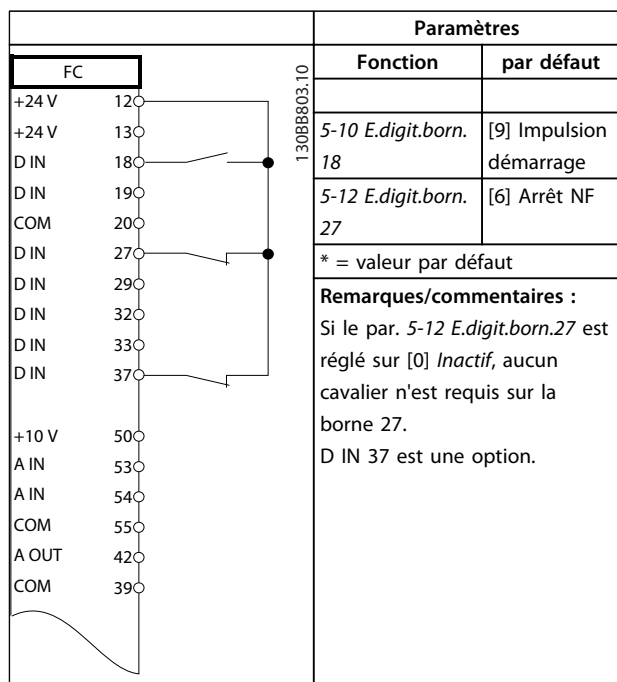 FC
+24 V 12
+24 V 13
D IN 18
D IN 19
COM 20
D IN 27
D IN 29
D IN 32
D IN 33
D IN 37
+10 V 50
A IN 53
A IN 54
COM 55
A OUT 42
COM 39
130BB803.10
Paramètres
Fonction par défaut
5-10 E.digit.born. [9] Impulsion
18 démarrage
5-12 E.digit.born. [6] Arrêt NF
27
* = valeur par défaut
Remarques/commentaires :
Si le par. 5-12 E.digit.born.27 est
réglé sur [0] Inactif, aucun
cavalier n'est requis sur la
borne 27.
D IN 37 est une option.